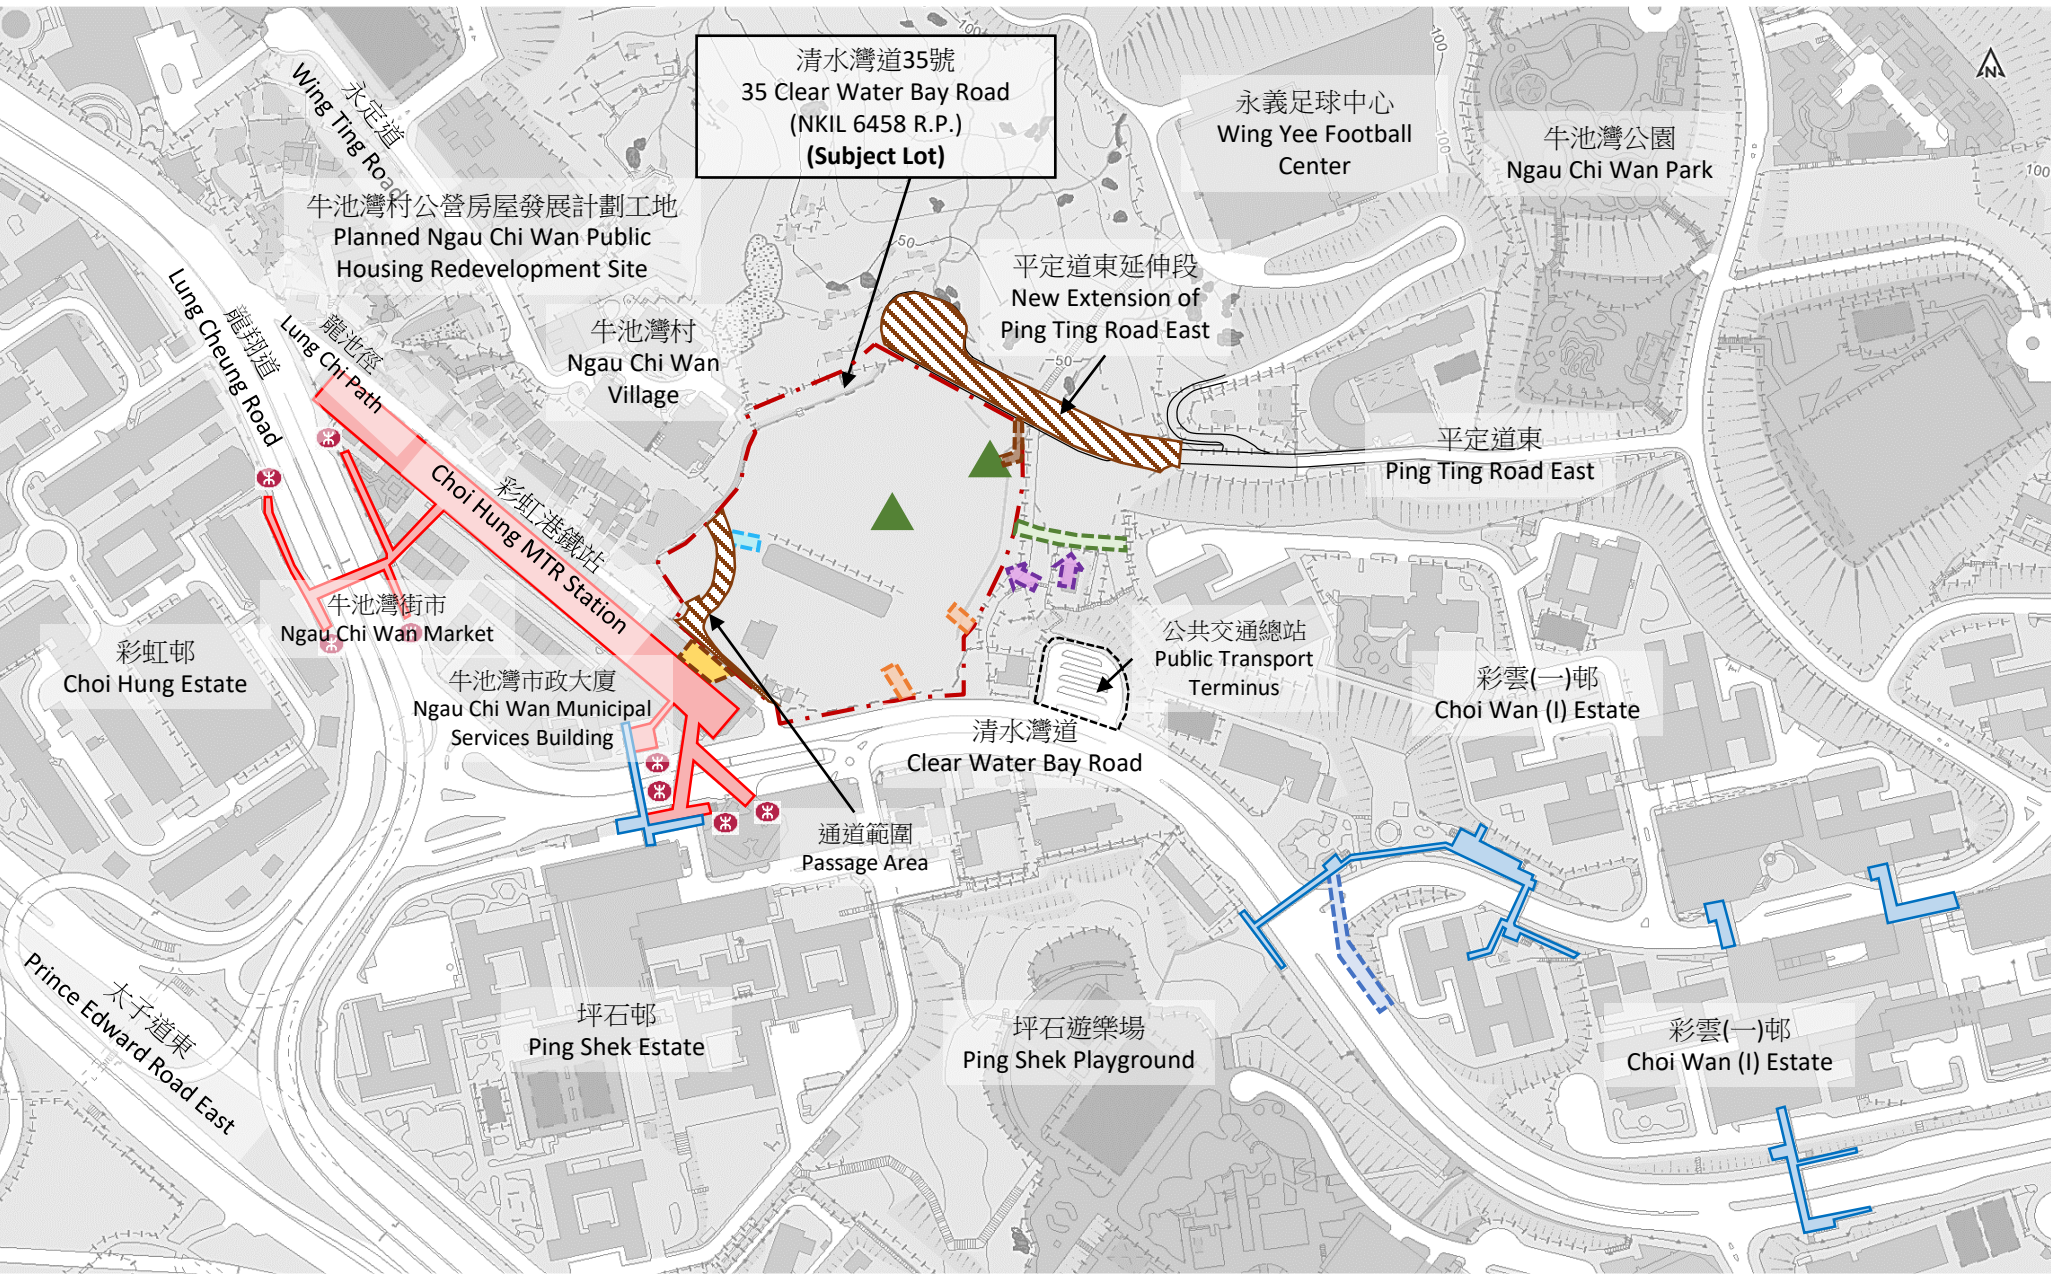 清水灣道35號
35 Clear Water Bay Road
(NKIL 6458 R.P.)
(Subject Lot)
永定道
Wing Ting Road
永義足球中心
Wing Yee Football
Center
牛池灣公園
Ngau Chi Wan Park
牛池灣村公營房屋發展計劃工地
Planned Ngau Chi Wan Public
Housing Redevelopment Site
平定道東延伸段
New Extension of
Ping Ting Road East
龍翔道
Lung Cheung Road
龍池徑
Lung Chi Path
牛池灣村
Ngau Chi Wan
Village
平定道東
Ping Ting Road East
彩虹港鐵站
Choi Hung MTR Station
牛池灣街市
Ngau Chi Wan Market
彩虹邨
Choi Hung Estate
牛池灣市政大廈
Ngau Chi Wan Municipal
Services Building
公共交通總站
Public Transport
Terminus
彩雲(一)邨
Choi Wan (I) Estate
清水灣道
Clear Water Bay Road
通道範圍
Passage Area
太子道東
Prince Edward Road East
坪石邨
Ping Shek Estate
坪石遊樂場
Ping Shek Playground
彩雲(一)邨
Choi Wan (I) Estate
N
100
100
100
100
50
50